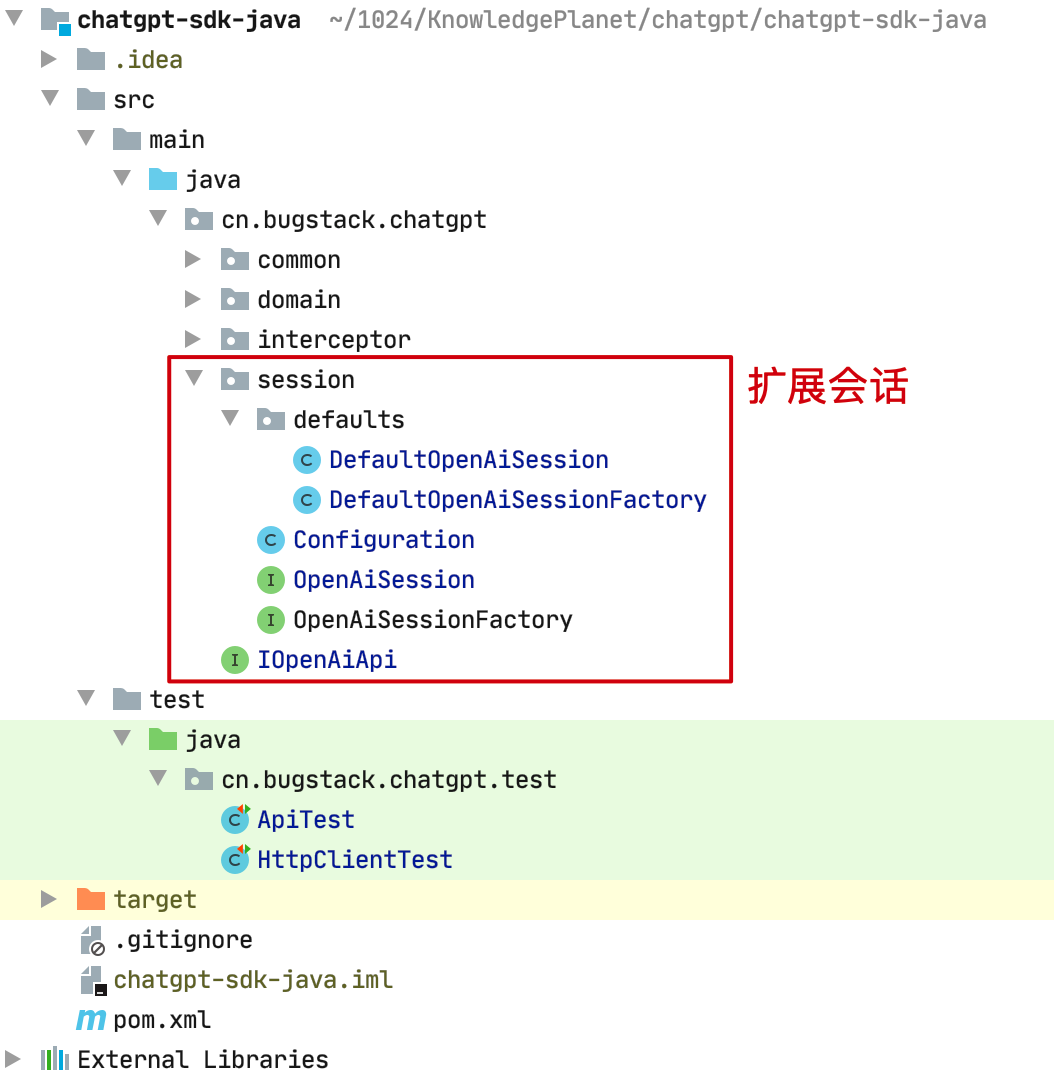 chatgpt-sdk-java ~/1024/KnowledgePlanet/chatgpt/chatgpt-sdk-java
.idea
src
main
java
cn.bugstack.chatgpt
common
domain
interceptor
session
扩展会话
defaults
C DefaultOpenAiSession
C DefaultOpenAiSessionFactory
C Configuration
I OpenAiSession
I OpenAiSessionFactory
I IOpenAiApi
test
java
cn.bugstack.chatgpt.test
C ApiTest
C HttpClientTest
target
.gitignore
chatgpt-sdk-java.iml
m pom.xml
External Libraries